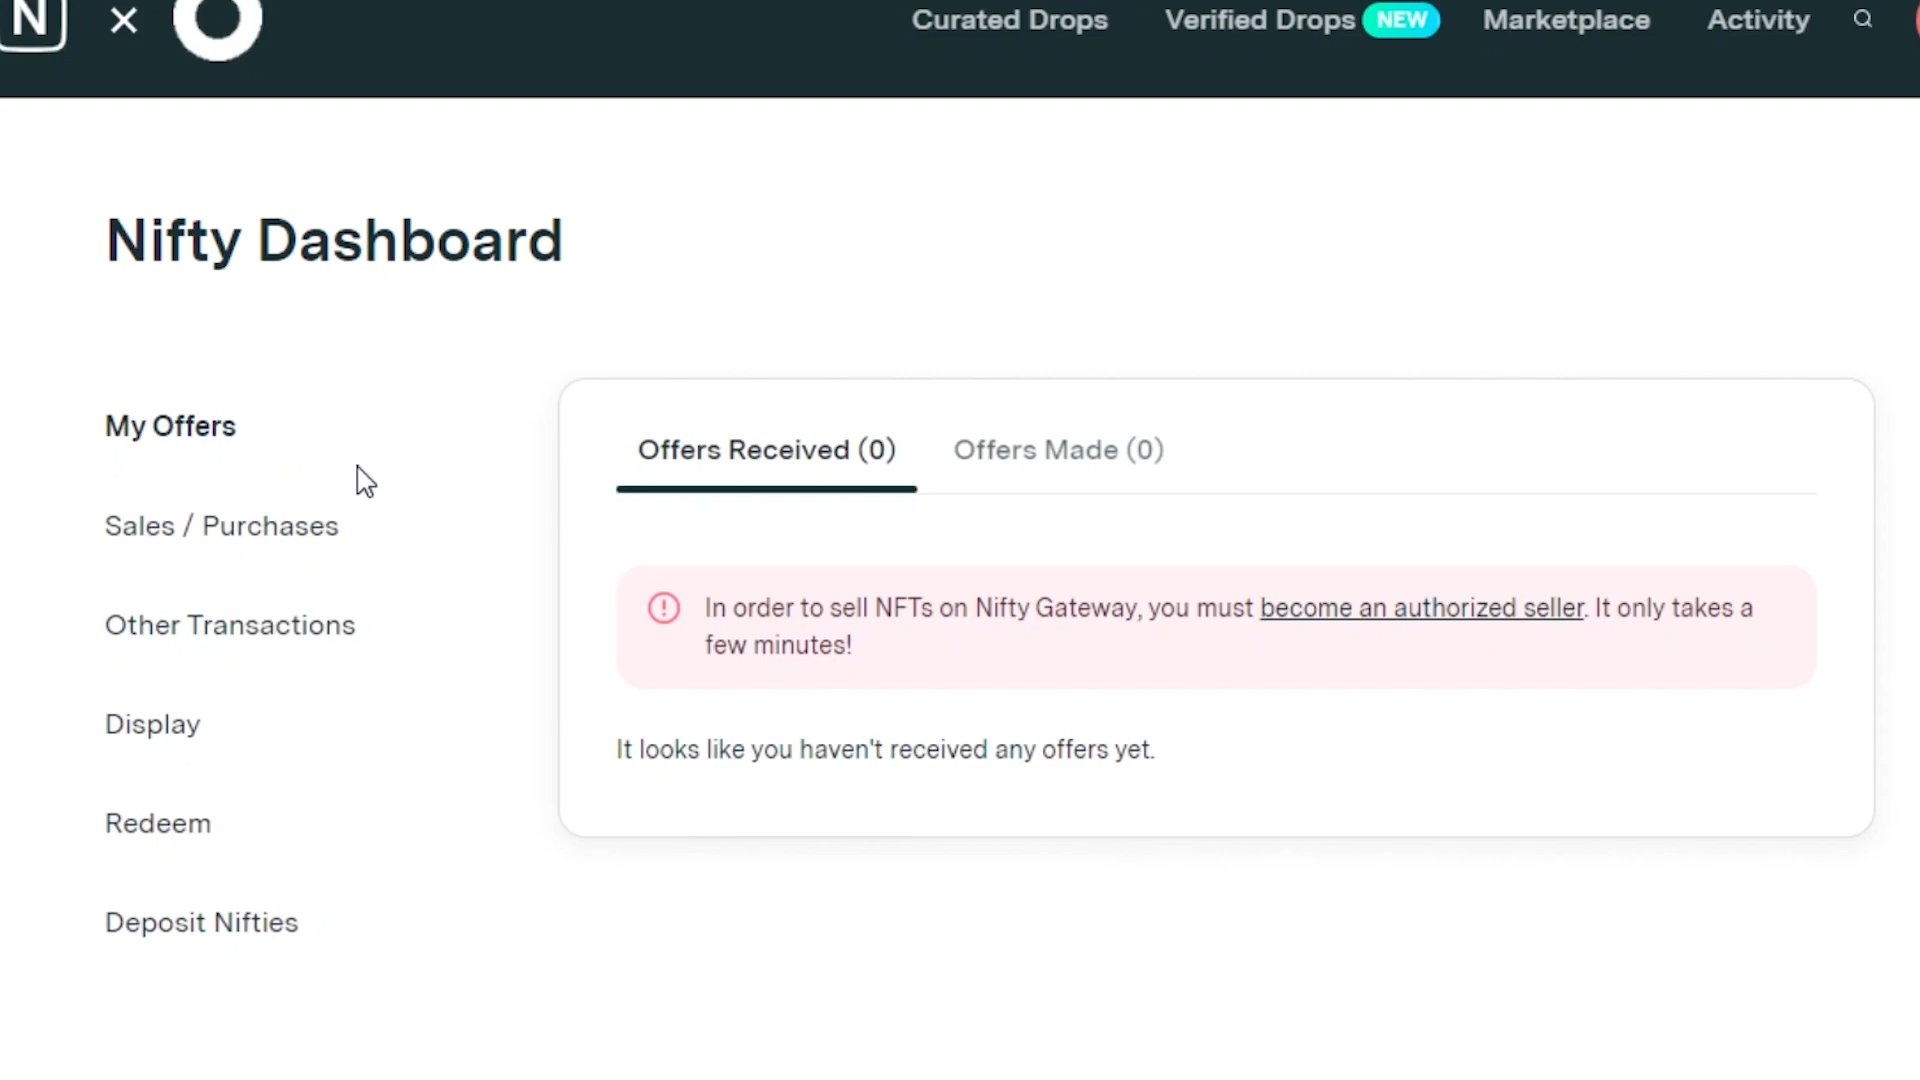 N
Curated Drops
Verified Drops NEW
Marketplace
Activity
Nifty Dashboard
My Offers
Sales / Purchases
Other Transactions
Display
Redeem
Deposit Nifties
Offers Received (0)
Offers Made (0)
In order to sell NFTs on Nifty Gateway, you must become an authorized seller. It only takes a
few minutes!
It looks like you haven't received any offers yet.